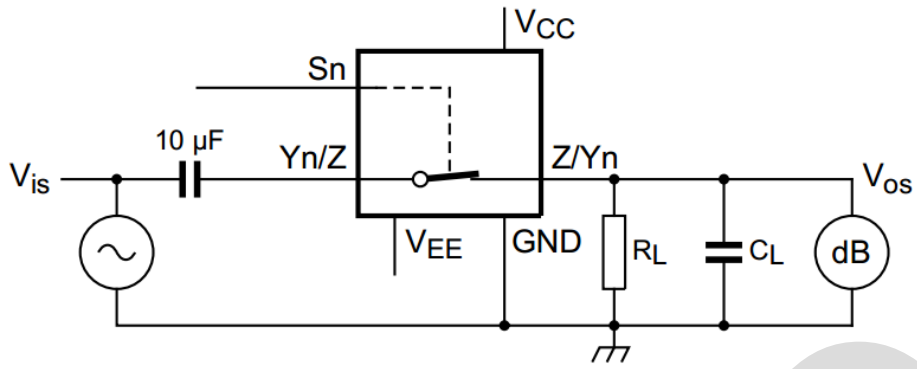 VCC
Sn
10 µF
Yn/Z
Z/Yn
Vis
Vos
VEE
GND
RL
CL
dB